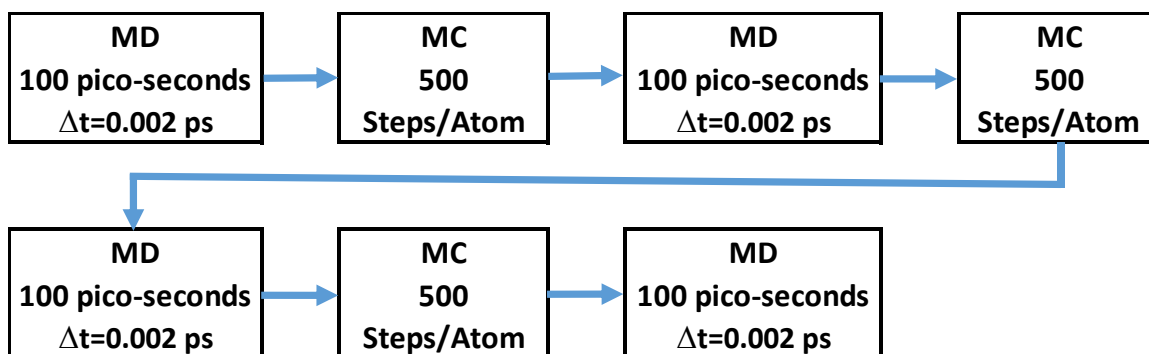 MD
100 pico-seconds
Δt=0.002 ps
MC
500
Steps/Atom
MD
100 pico-seconds
Δt=0.002 ps
MC
500
Steps/Atom
MD
100 pico-seconds
Δt=0.002 ps
MC
500
Steps/Atom
MD
100 pico-seconds
Δt=0.002 ps